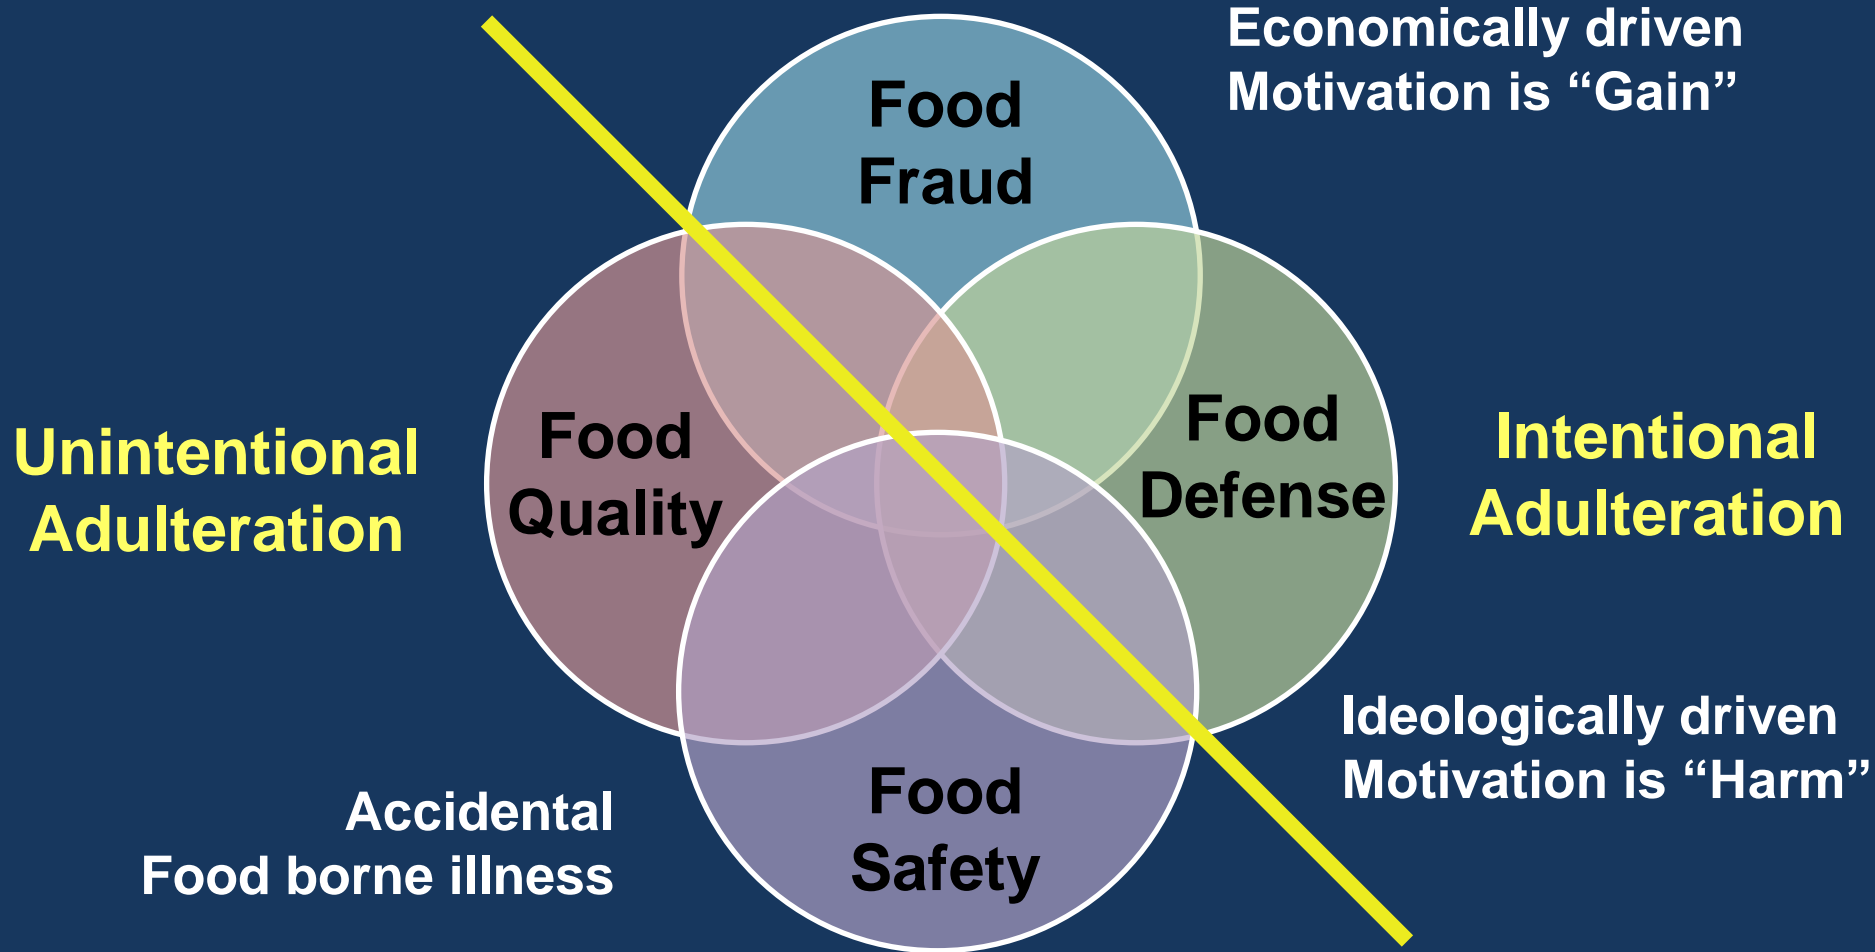 Economically driven
Motivation is “Gain”
Food
Fraud
Unintentional
Adulteration
Food
Quality
Food
Defense
Intentional
Adulteration
Ideologically driven
Motivation is “Harm”
Accidental
Food borne illness
Food
Safety